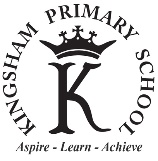 KINGSHAM PRIMARY SCHOOL
K
Aspire - Learn - Achieve